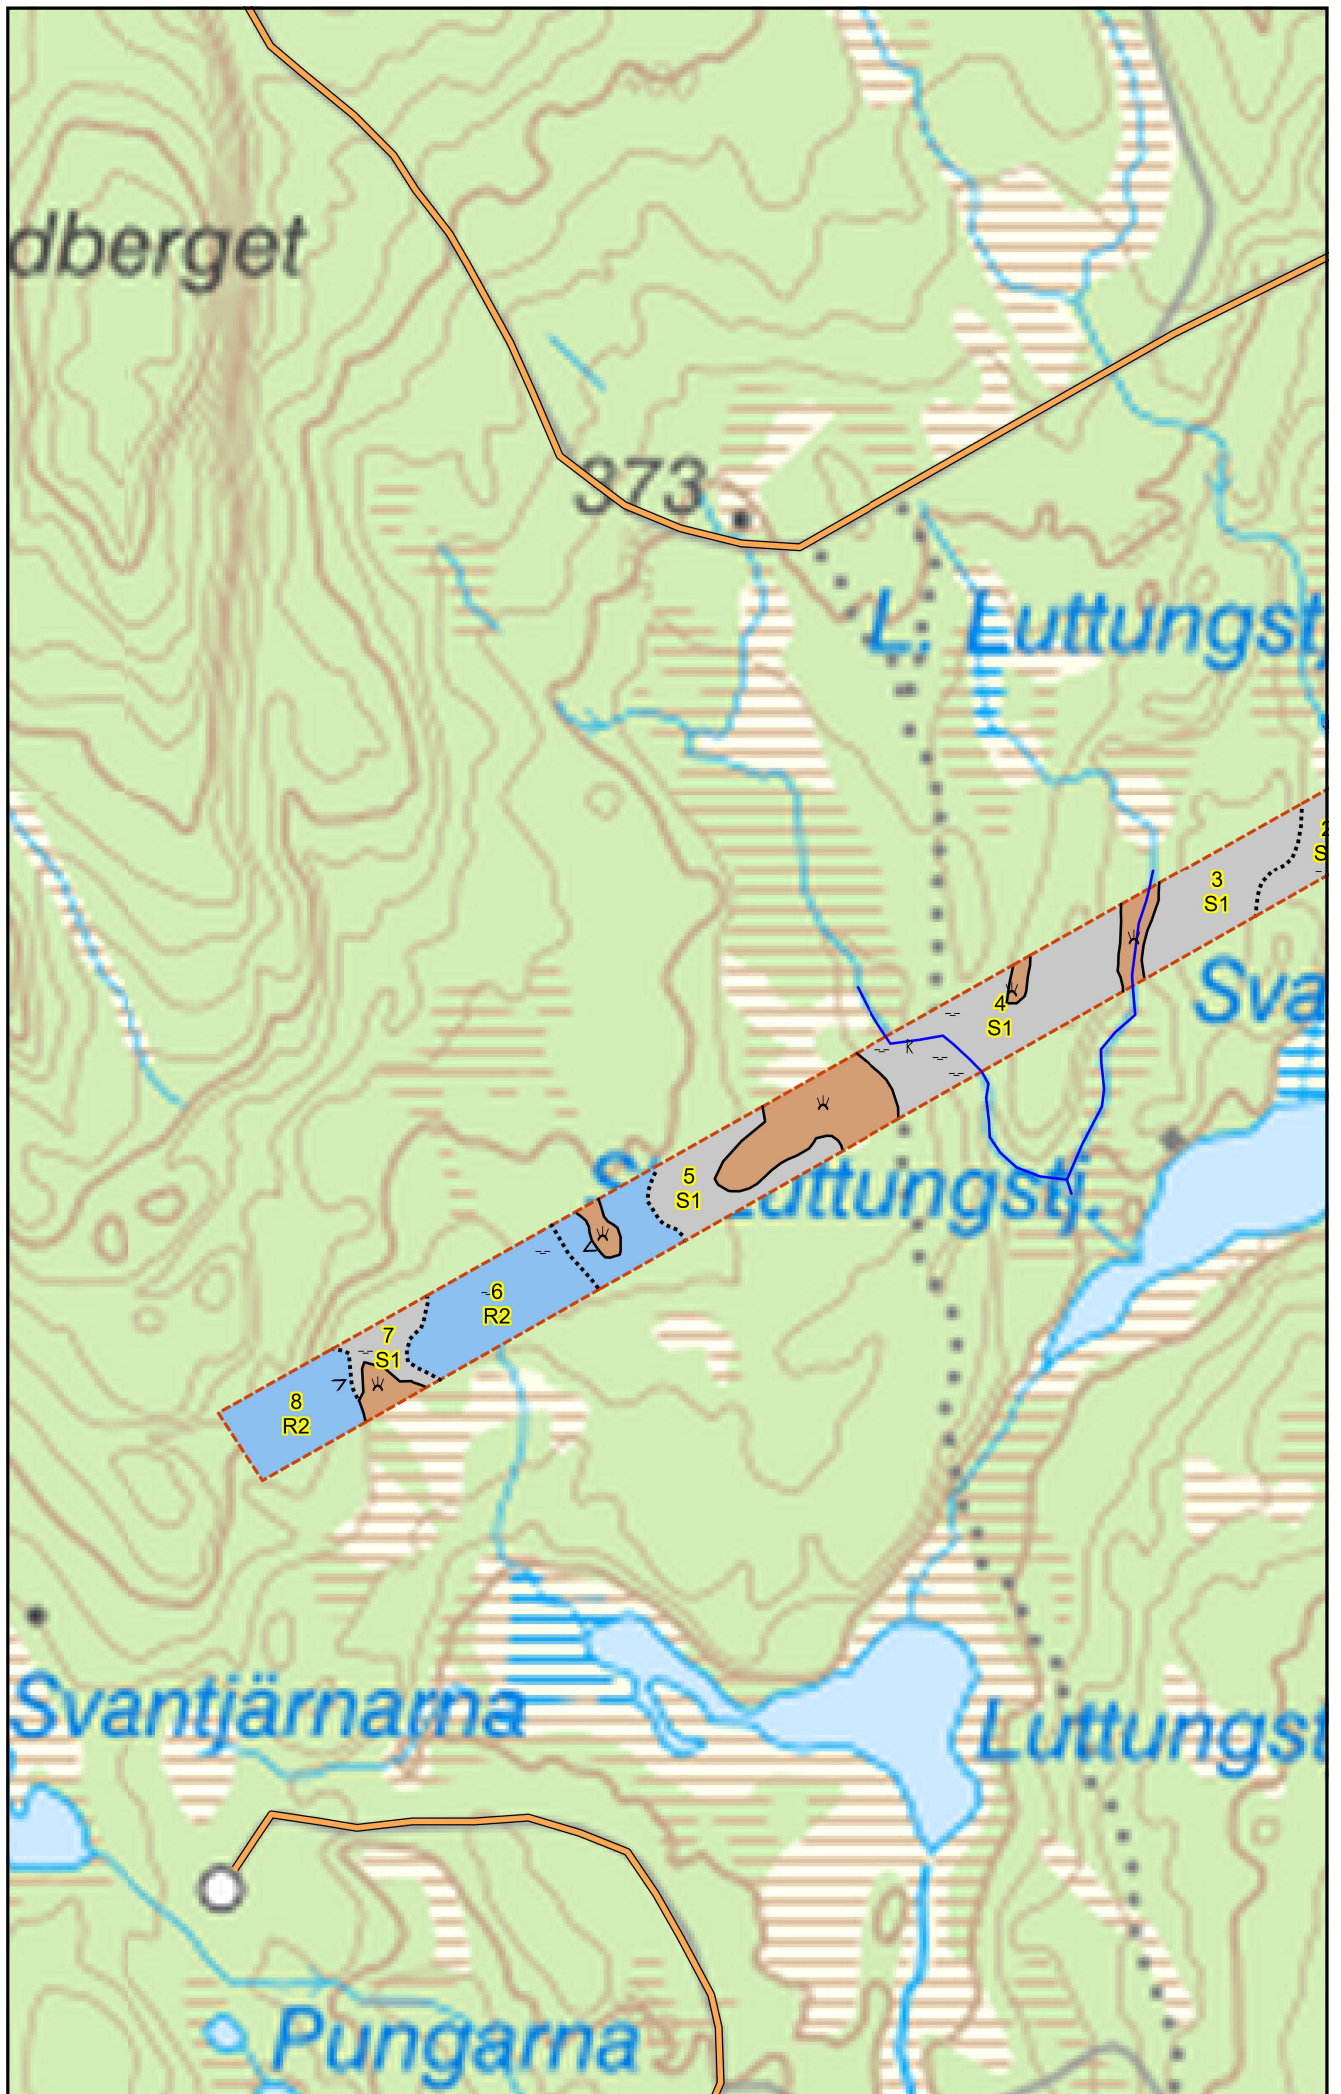 dberget
373
L. Luttungstj
2
S
3
S1
Sva
4
S1
5
S1
S. Luttungstj.
6
R2
7
S1
8
R2
Svantjärnarna
Luttungst
Pungarna